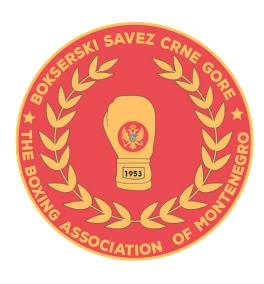 BOKSERSKI SAVEZ CRNE GORE
1953
THE BOXING ASSOCIATION OF MONTENEGRO